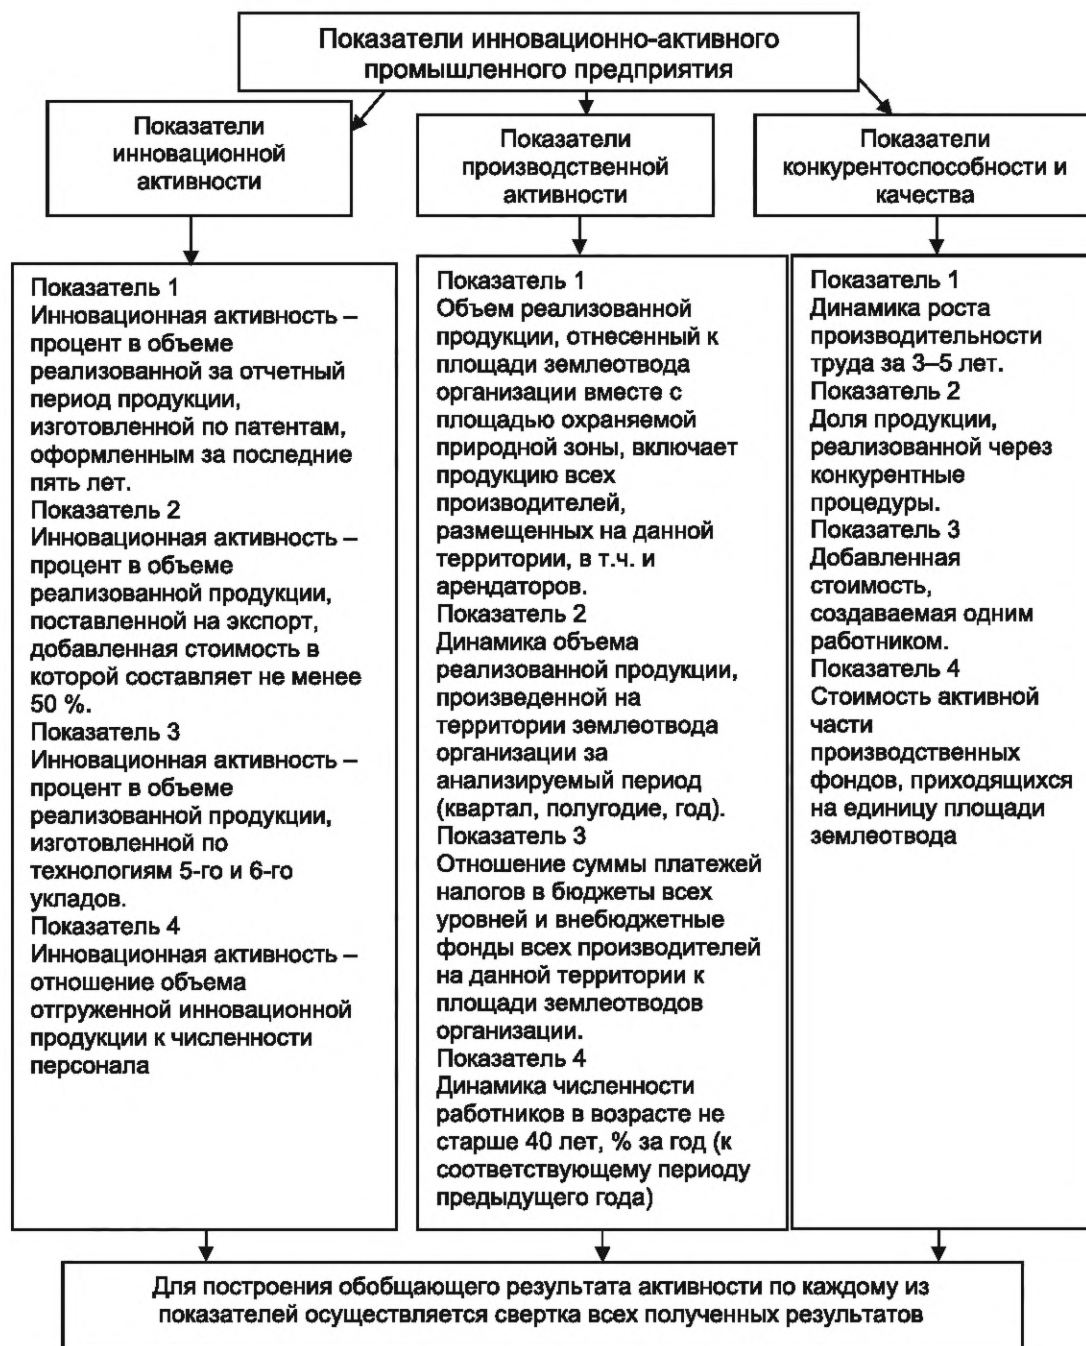 Показатели инновационно-активного
промышленного предприятия
Показатели
инновационной
активности
Показатели
производственной
активности
Показатели
конкурентоспособности и
качества
Показатель 1
Инновационная активность –
процент в объеме
реализованной за отчетный
период продукции,
изготовленной по патентам,
оформленным за последние
пять лет.
Показатель 2
Инновационная активность –
процент в объеме
реализованной продукции,
поставленной на экспорт,
добавленная стоимость в
которой составляет не менее
50 %.
Показатель 3
Инновационная активность –
процент в объеме
реализованной продукции,
изготовленной по
технологиям 5-го и 6-го
укладов.
Показатель 4
Инновационная активность –
отношение объема
отгруженной инновационной
продукции к численности
персонала
Показатель 1
Объем реализованной
продукции, отнесенный к
площади землеотвода
организации вместе с
площадью охраняемой
природной зоны, включает
продукцию всех
производителей,
размещенных на данной
территории, в т.ч. и
арендаторов.
Показатель 2
Динамика объема
реализованной продукции,
произведенной на
территории землеотвода
организации за
анализируемый период
(квартал, полугодие, год).
Показатель 3
Отношение суммы платежей
налогов в бюджеты всех
уровней и внебюджетные
фонды всех производителей
на данной территории к
площади землеотводов
организации.
Показатель 4
Динамика численности
работников в возрасте не
старше 40 лет, % за год (к
соответствующему периоду
предыдущего года)
Показатель 1
Динамика роста
производительности
труда за 3–5 лет.
Показатель 2
Доля продукции,
реализованной через
конкурентные
процедуры.
Показатель 3
Добавленная
стоимость,
создаваемая одним
работником.
Показатель 4
Стоимость активной
части
производственных
фондов, приходящихся
на единицу площади
землеотвода
Для построения обобщающего результата активности по каждому из
показателей осуществляется свертка всех полученных результатов